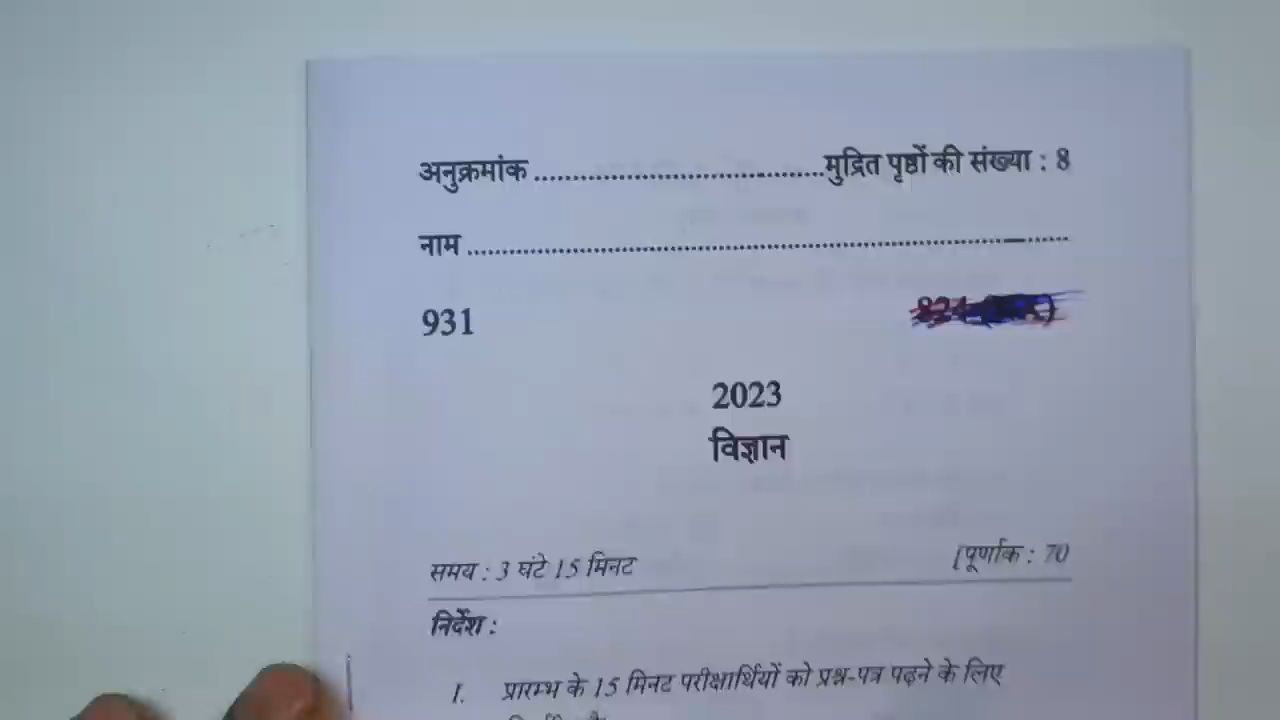 अनुक्रमांक ..................................मुद्रित पृष्ठों की संख्या : 8
नाम ........................................................................
931
2023
विज्ञान
समय : 3 घंटे 15 मिनट [पूर्णांक : 70
निर्देश :
1. प्रारम्भ के 15 मिनट परीक्षार्थियों को प्रश्न-पत्र पढ़ने के लिए